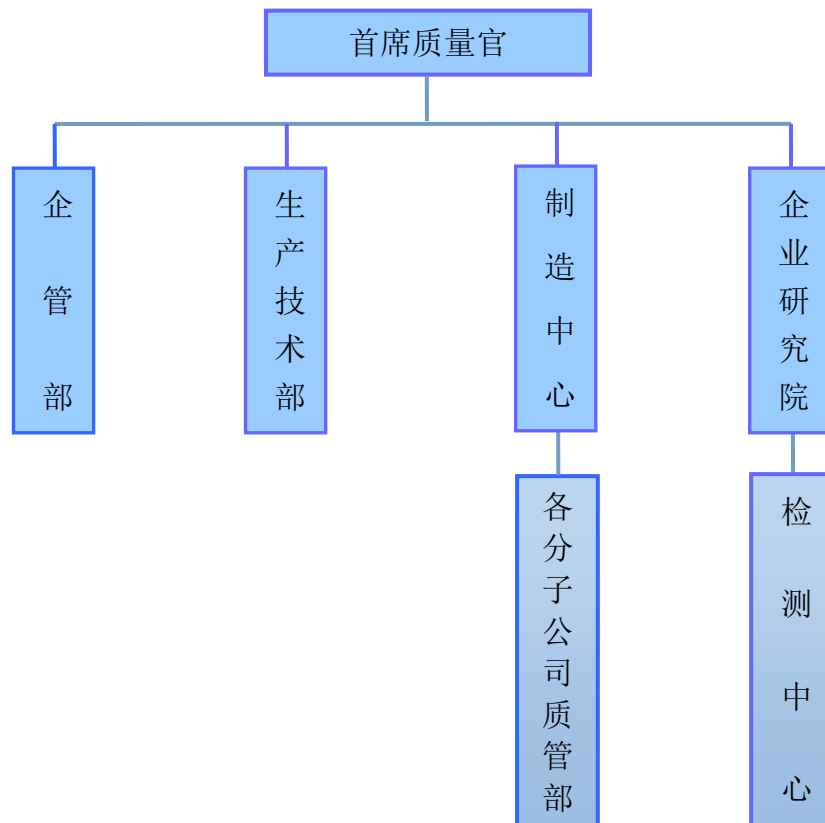 首席质量官
企管部
生产技术部
制造中心
企业研究院
各分子公司质管部
检测中心